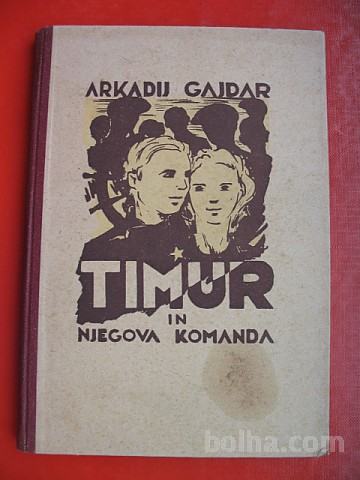 ARKADIJ GAJDAR
TIMUR
IN
NJEGOVA KOMANDA
bolha.com